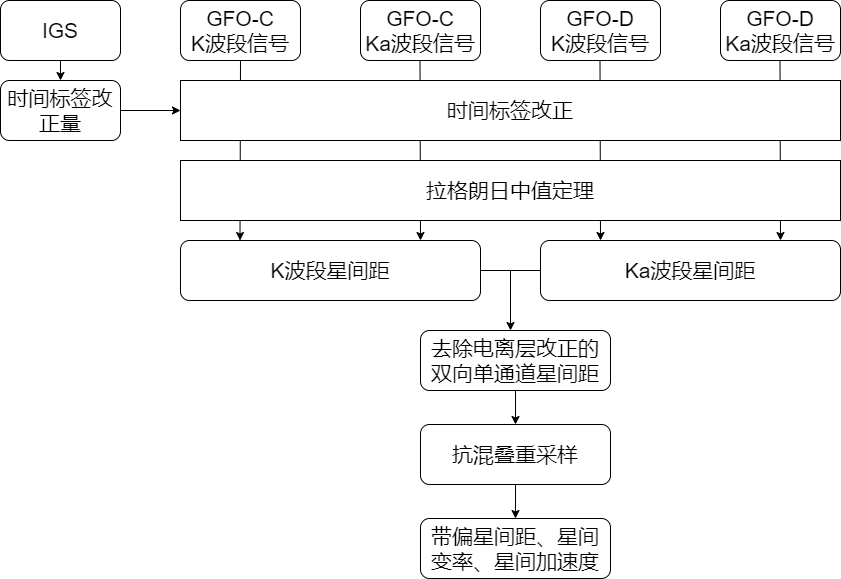 IGS
GFO-C
K波段信号
GFO-C
Ka波段信号
GFO-D
K波段信号
GFO-D
Ka波段信号
时间标签改
正量
时间标签改正
拉格朗日中值定理
K波段星间距
Ka波段星间距
去除电离层改正的
双向单通道星间距
抗混叠重采样
带偏星间距、星间
变率、星间加速度